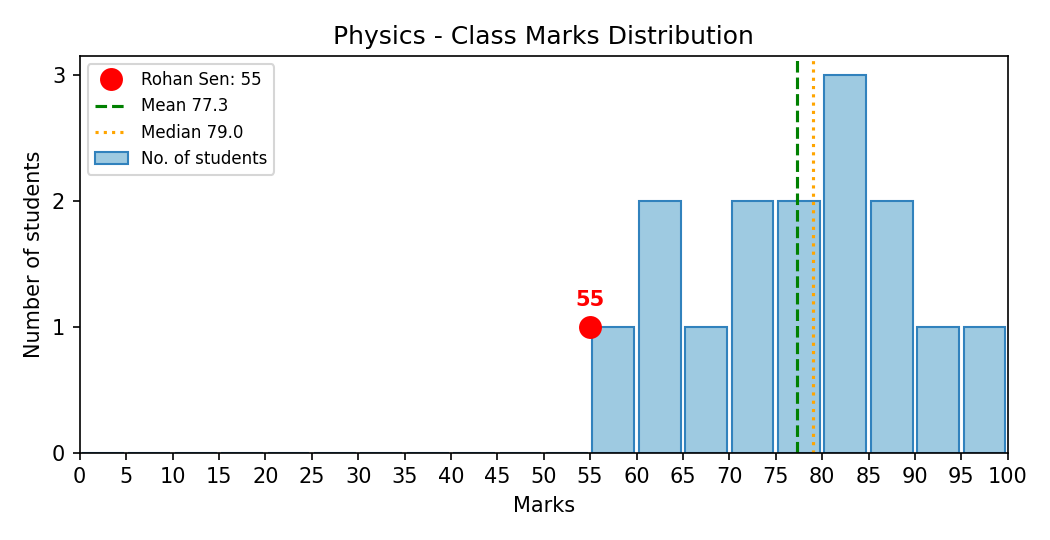 Physics - Class Marks Distribution
Rohan Sen: 55
Mean 77.3
Median 79.0
No. of students
Number of students
3
2
1
0
55
0 5 10 15 20 25 30 35 40 45 50 55 60 65 70 75 80 85 90 95 100
Marks